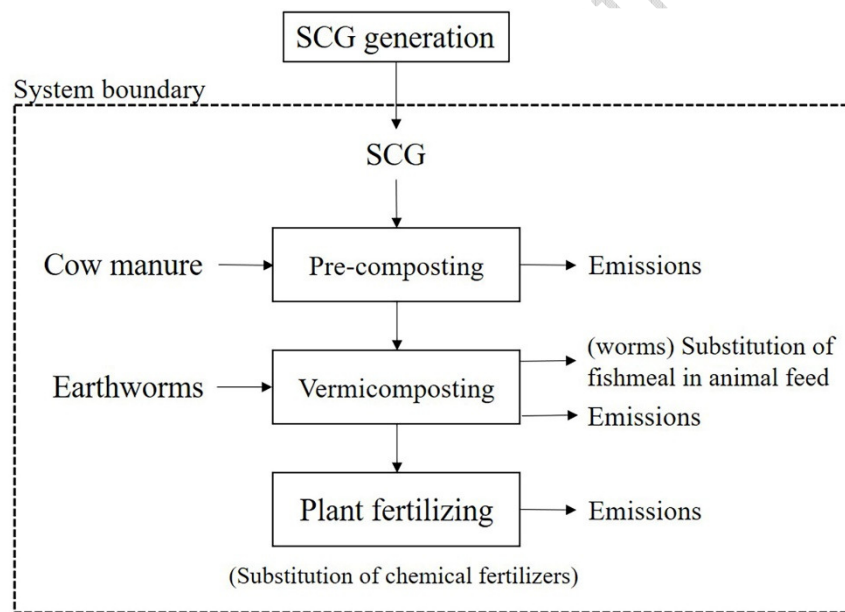 SCG generation
System boundary
SCG
Cow manure
Pre-composting
Emissions
Earthworms
Vermicomposting
(worms) Substitution of
fishmeal in animal feed
Emissions
Plant fertilizing
Emissions
(Substitution of chemical fertilizers)